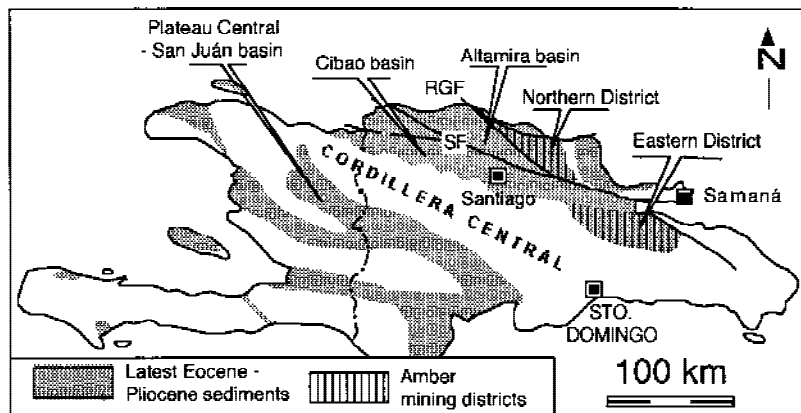 Plateau Central
- San Juán basin
Cibao basin
Altamira basin
RGF
Northern District
N
Eastern District
SF
CORDILLERA CENTRAL
Santiago
Samaná
STO.
DOMINGO
Latest Eocene -
Pliocene sediments
Amber
mining districts
100 km